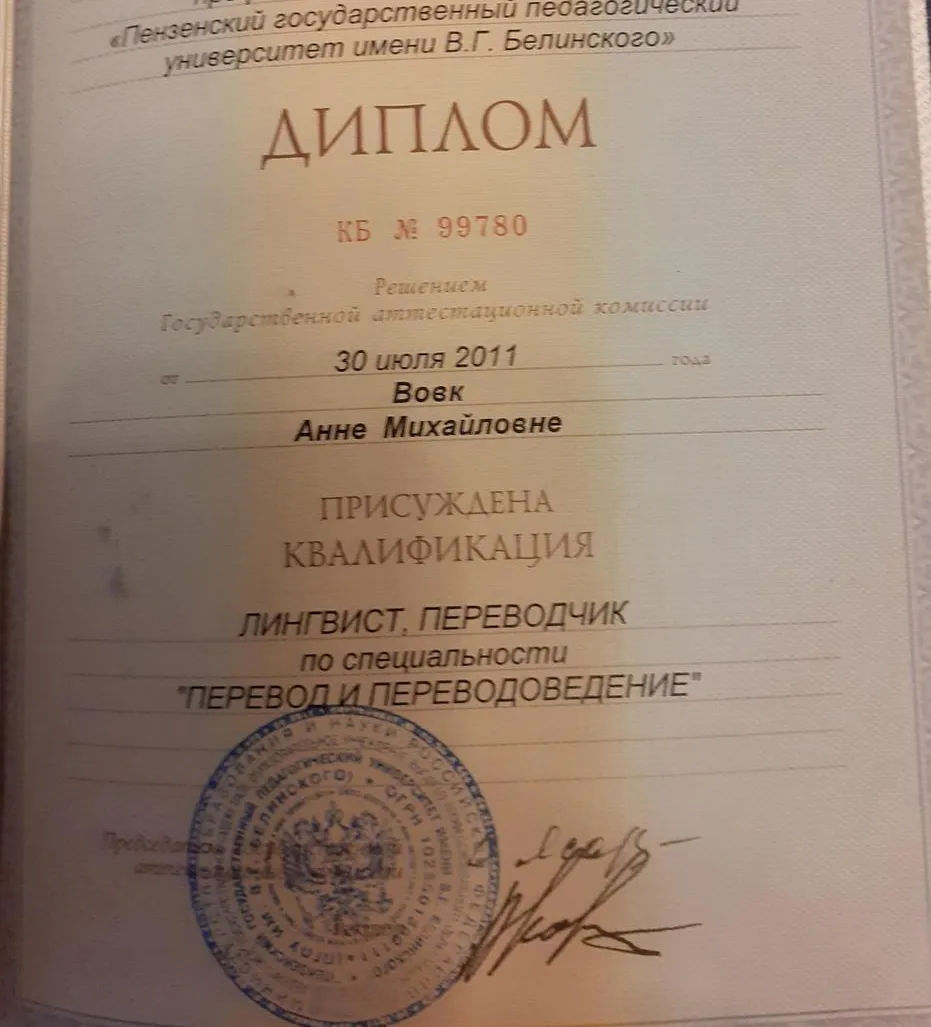 «Пензенский государственный педагогический
университет имени В.Г. Белинского»
ДИПЛОМ
КБ № 99780
Решением
Государственной аттестационной комиссии
от 30 июля 2011 года
Вовк
Анне Михайловне
ПРИСУЖДЕНА
КВАЛИФИКАЦИЯ
ЛИНГВИСТ, ПЕРЕВОДЧИК
по специальности
"ПЕРЕВОД И ПЕРЕВОДОВЕДЕНИЕ"